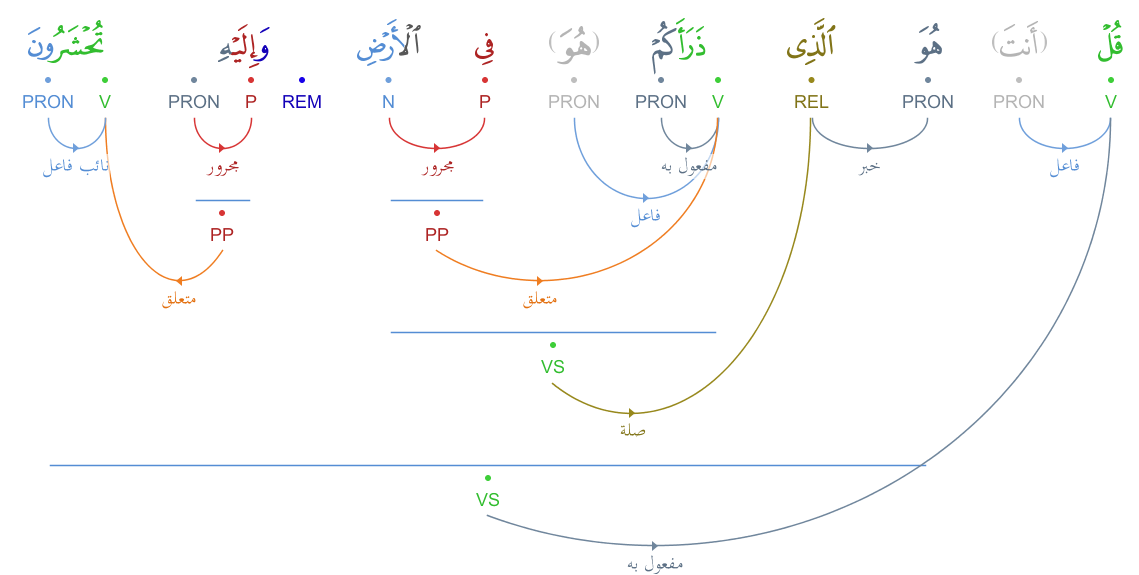 قُلْ (أَنتَ) هُوَ ٱلَّذِى ذَرَأَكُمْ (هُوَ) فِى ٱلْأَرْضِ وَإِلَيْهِ تُحْشَرُونَ
V PRON PRON REL V PRON PRON P N REM P PRON V PRON
فاعل خبر مفعول به مجرور مجرور نائب فاعل
فاعل
PP PP
متعلق متعلق
VS
صلة
VS
مفعول به